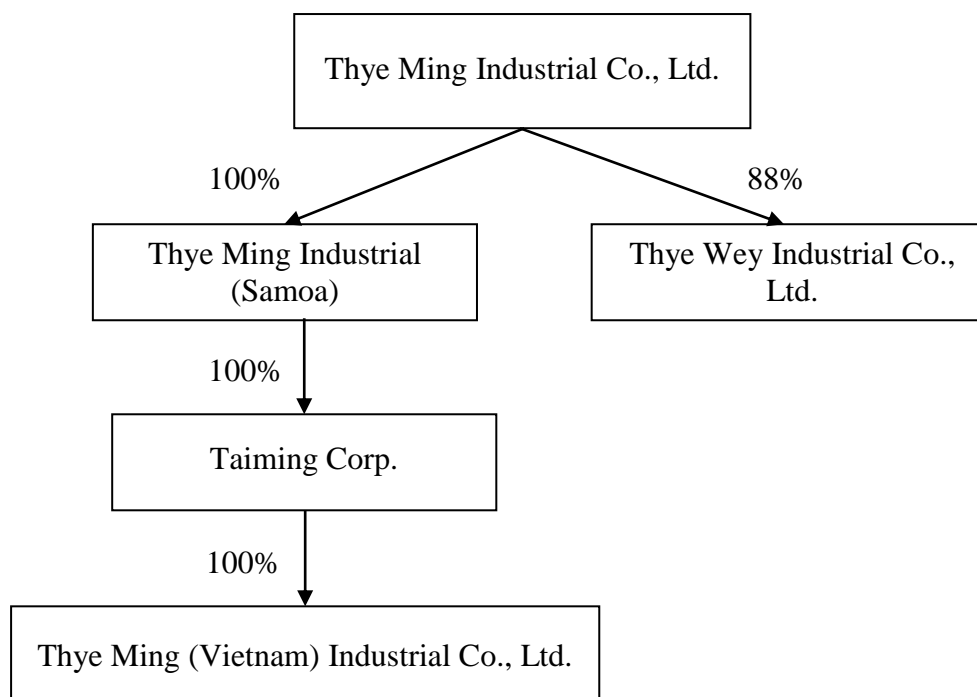 Thye Ming Industrial Co., Ltd.
100%
88%
Thye Ming Industrial
(Samoa)
Thye Wey Industrial Co.,
Ltd.
100%
Taiming Corp.
100%
Thye Ming (Vietnam) Industrial Co., Ltd.